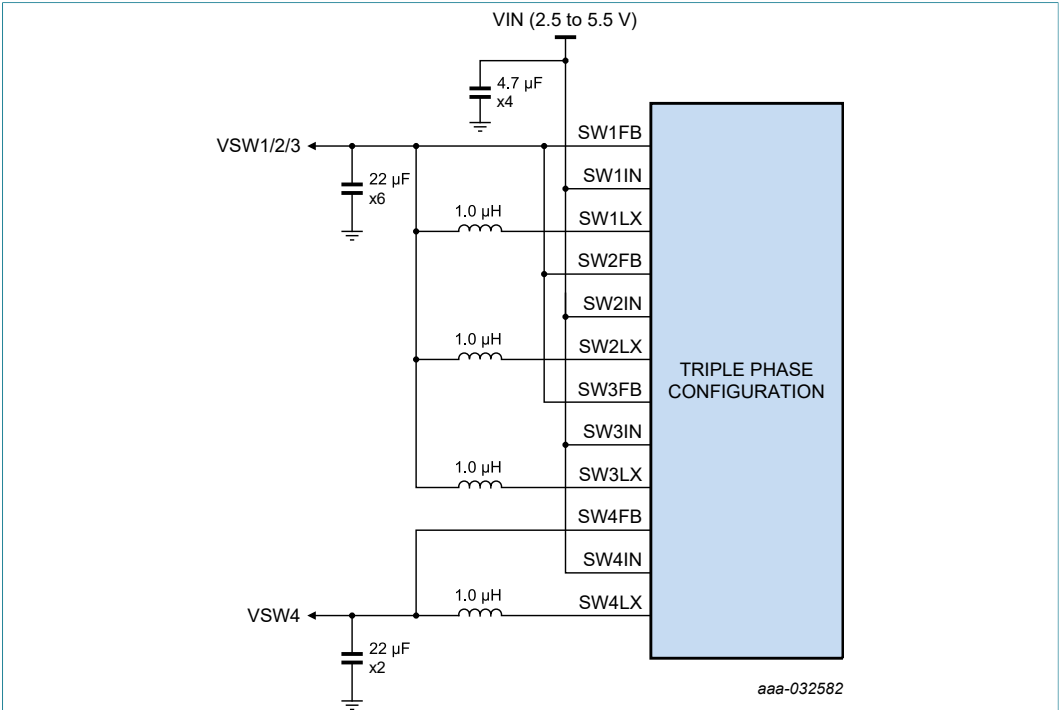 VIN (2.5 to 5.5 V)
4.7 µF
x4
VSW1/2/3
22 µF
x6
SW1FB
SW1IN
1.0 µH
SW1LX
SW2FB
SW2IN
1.0 µH
SW2LX
SW3FB
SW3IN
1.0 µH
SW3LX
SW4FB
SW4IN
1.0 µH
SW4LX
TRIPLE PHASE
CONFIGURATION
VSW4
22 µF
x2
aaa-032582